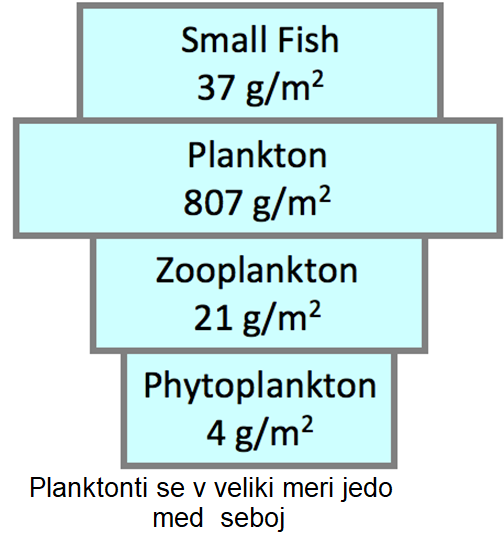 Small Fish
37 g/m²
Plankton
807 g/m²
Zooplankton
21 g/m²
Phytoplankton
4 g/m²
Planktonti se v veliki meri jedo
med seboj